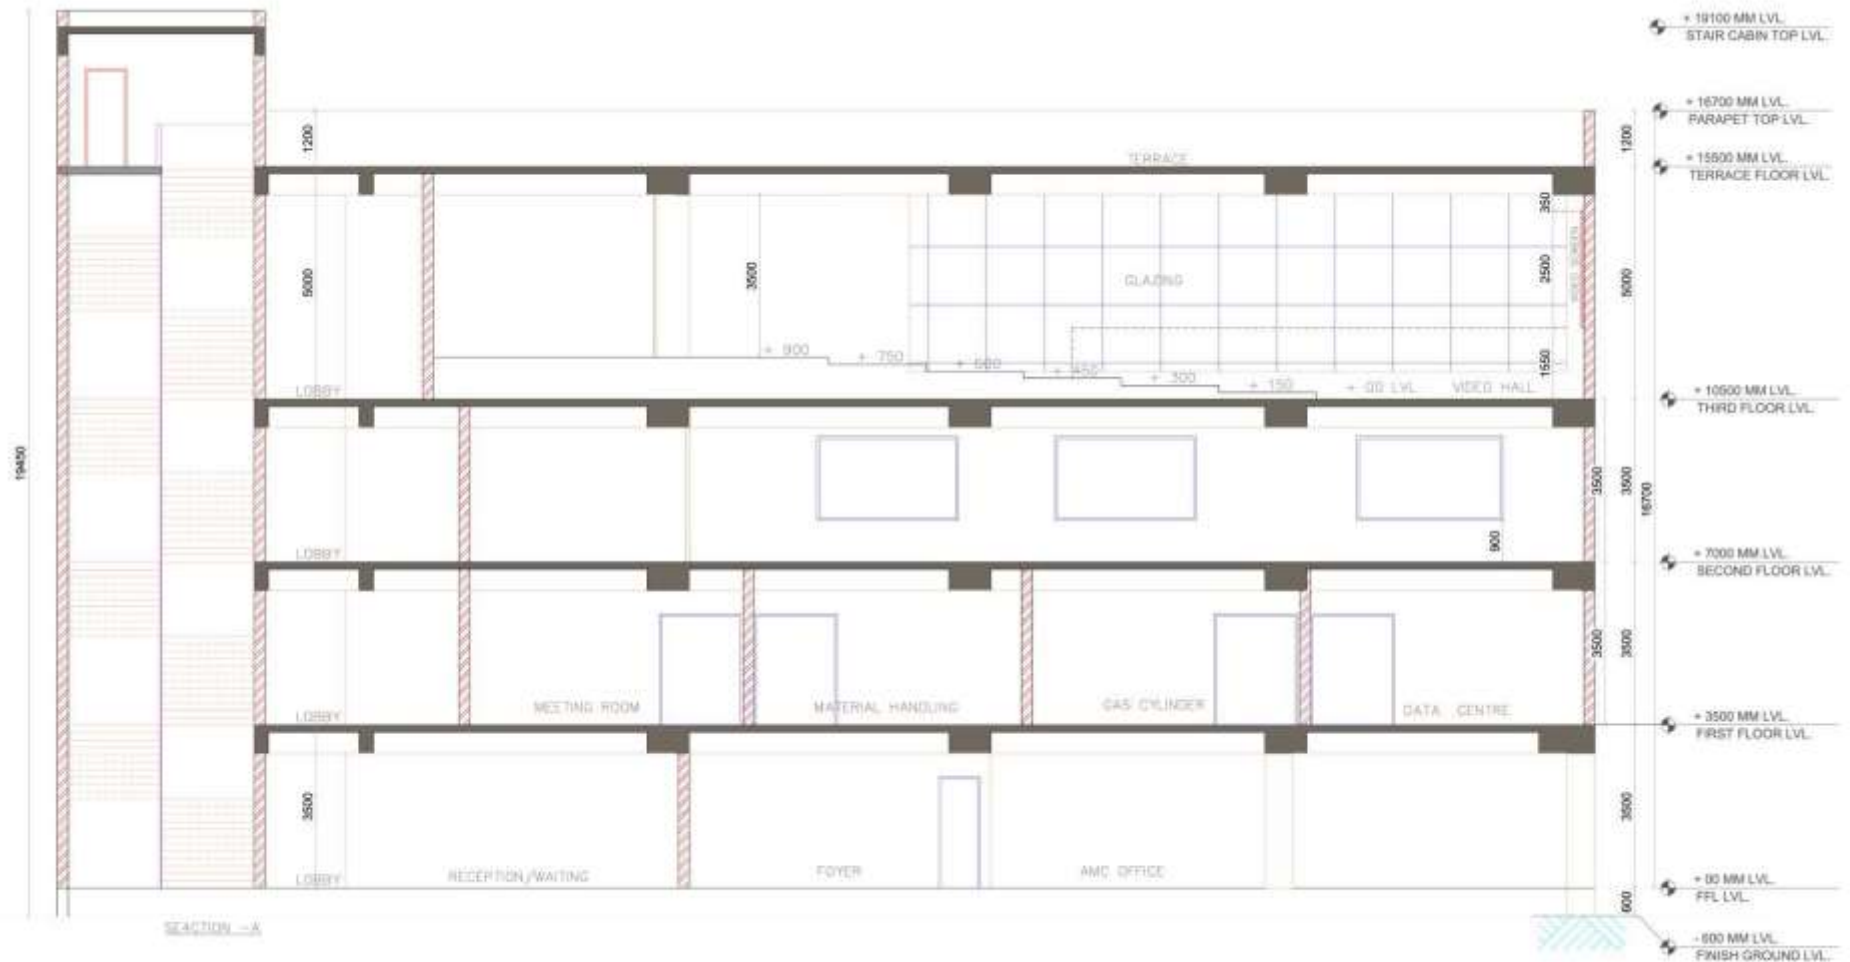 + 19100 MM LVL.
STAIR CABIN TOP LVL.
+ 16700 MM LVL.
PARAPET TOP LVL.
1200
1200
TERRACE
+ 15500 MM LVL.
TERRACE FLOOR LVL.
350
5000
3500
GLAZING
2500
5000
+ 900
+ 750
+ 600
+ 450
+ 300
+ 150
+ 00 LVL
VIDEO HALL
1550
LOBBY
+ 10500 MM LVL.
THIRD FLOOR LVL.
19450
3500
3500
16700
900
LOBBY
+ 7000 MM LVL.
SECOND FLOOR LVL.
3500
3500
MEETING ROOM
MATERIAL HANDLING
GAS CYLINDER
DATA CENTRE
LOBBY
+ 3500 MM LVL.
FIRST FLOOR LVL.
3500
3500
LOBBY
RECEPTION/WAITING
FOYER
AMC OFFICE
+ 00 MM LVL.
FFL LVL.
600
SEACTION -A
- 600 MM LVL.
FINISH GROUND LVL.